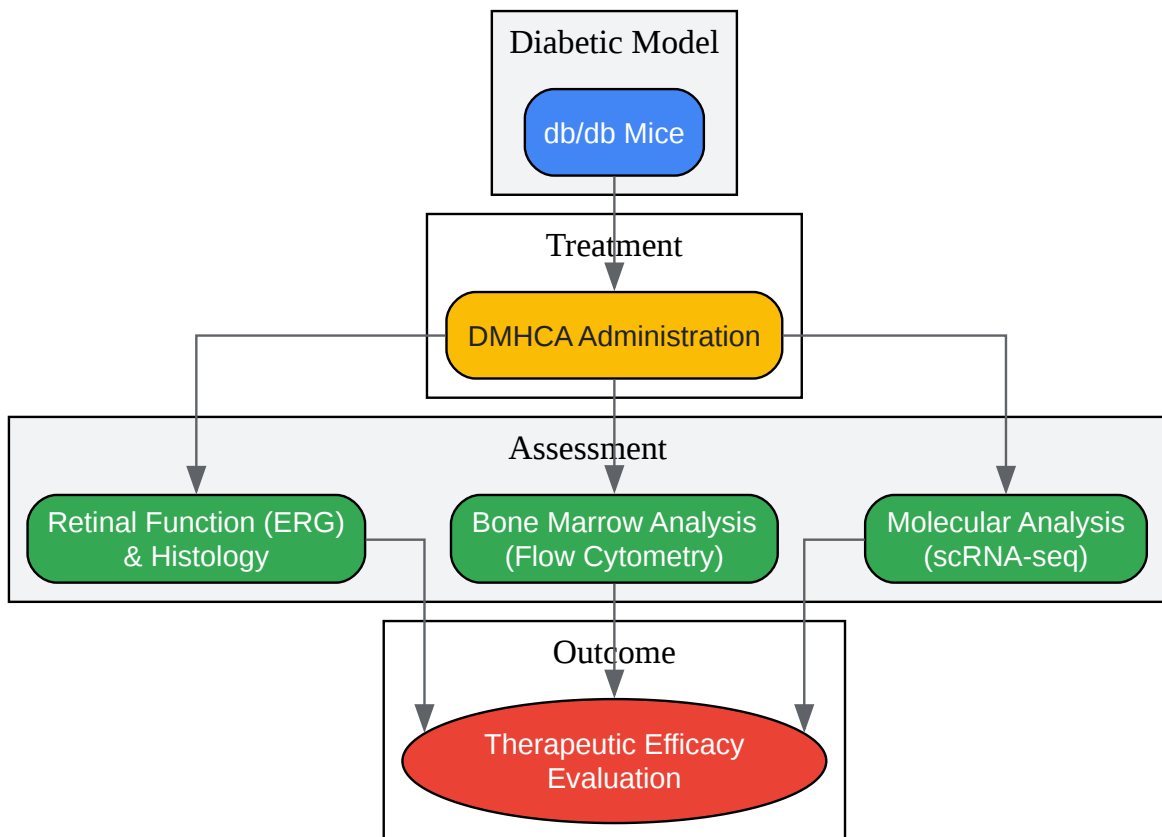 Diabetic Model
db/db Mice
Treatment
DMHCA Administration
Assessment
Retinal Function (ERG)
& Histology
Bone Marrow Analysis
(Flow Cytometry)
Molecular Analysis
(scRNA-seq)
Outcome
Therapeutic Efficacy
Evaluation